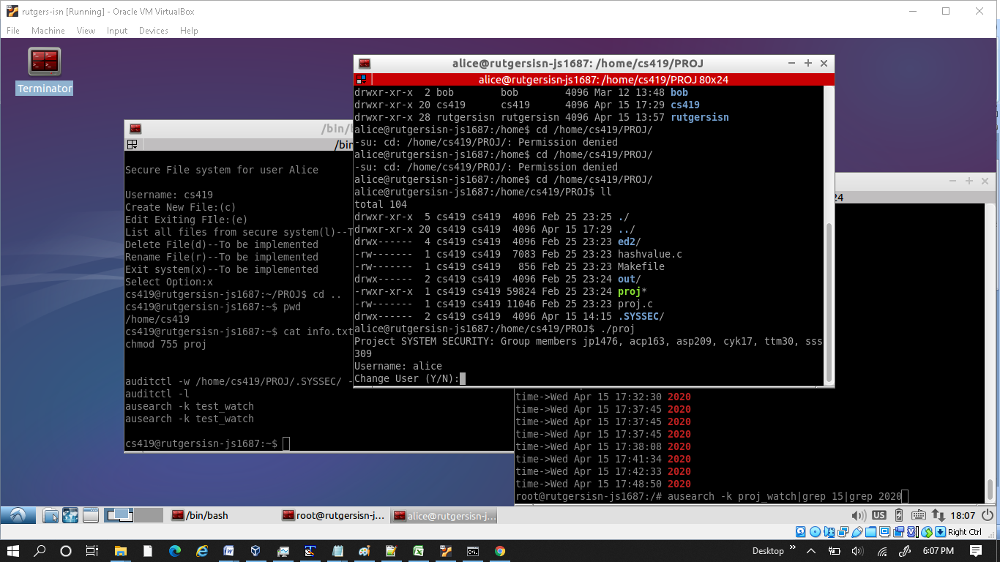 rutgers-isn [Running] - Oracle VM VirtualBox
File Machine View Input Devices Help
Terminator
alice@rutgersisn-js1687: /home/cs419/PROJ
alice@rutgersisn-js1687: /home/cs419/PROJ 80x24
drwxr-xr-x  2 bob        bob        4096 Mar 12 13:48 bob
drwxr-xr-x 20 cs419      cs419      4096 Apr 15 17:29 cs419
drwxr-xr-x 28 rutgersisn rutgersisn 4096 Apr 15 13:57 rutgersisn
alice@rutgersisn-js1687:/home$ cd /home/cs419/PROJ/
-su: cd: /home/cs419/PROJ/: Permission denied
alice@rutgersisn-js1687:/home$ cd /home/cs419/PROJ/
-su: cd: /home/cs419/PROJ/: Permission denied
alice@rutgersisn-js1687:/home$ cd /home/cs419/PROJ/
alice@rutgersisn-js1687:/home/cs419/PROJ$ ll
total 104
drwxr-xr-x  5 cs419 cs419  4096 Feb 25 23:25 ./
drwxr-xr-x 20 cs419 cs419  4096 Apr 15 17:29 ../
drwx------  4 cs419 cs419  4096 Feb 25 23:23 ed2/
-rw-------  1 cs419 cs419  7083 Feb 25 23:23 hashvalue.c
-rw-------  1 cs419 cs419   856 Feb 25 23:23 Makefile
drwx------  2 cs419 cs419  4096 Feb 25 23:24 out/
-rwxr-xr-x  1 cs419 cs419 59824 Feb 25 23:24 proj*
-rw-------  1 cs419 cs419 11046 Feb 25 23:23 proj.c
drwx------  2 cs419 cs419  4096 Apr 15 14:15 .SYSSEC/
alice@rutgersisn-js1687:/home/cs419/PROJ$ ./proj
Project SYSTEM SECURITY: Group members jp1476, acp163, asp209, cyk17, ttm30, sss
309
Username: alice
Change User (Y/N):
/bin/b
/bin
Secure File system for user Alice
Username: cs419
Create New File:(c)
Edit Exiting FIle:(e)
List all files from secure system(l)--T
Delete File(d)--To be implemented
Rename File(r)--To be implemented
Exit system(x)--To be implemented
Select Option:x
cs419@rutgersisn-js1687:~/PROJ$ cd ..
cs419@rutgersisn-js1687:~$ pwd
/home/cs419
cs419@rutgersisn-js1687:~$ cat info.txt
chmod 755 proj
auditctl -w /home/cs419/PROJ/.SYSSEC/ -
auditctl -l
ausearch -k test_watch
ausearch -k test_watch
cs419@rutgersisn-js1687:~$
24
time->Wed Apr 15 17:32:30 2020
time->Wed Apr 15 17:37:45 2020
time->Wed Apr 15 17:37:45 2020
time->Wed Apr 15 17:37:45 2020
time->Wed Apr 15 17:38:08 2020
time->Wed Apr 15 17:41:34 2020
time->Wed Apr 15 17:42:33 2020
time->Wed Apr 15 17:48:50 2020
root@rutgersisn-js1687:/# ausearch -k proj_watch|grep 15|grep 2020
/bin/bash root@rutgersisn-j... alice@rutgersisn-j... US 18:07
Right Ctrl
Desktop 6:07 PM